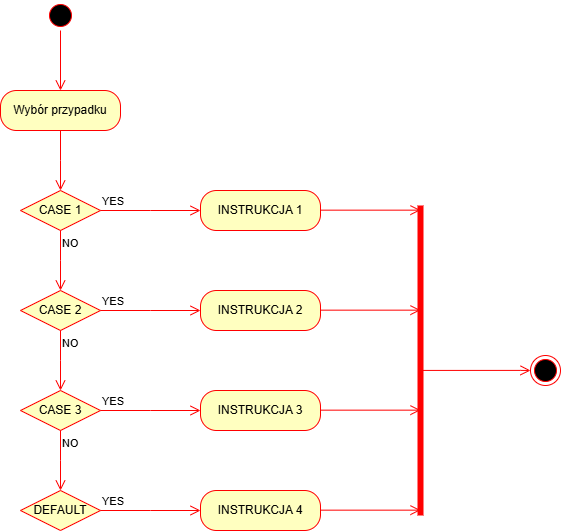 Wybór przypadku
CASE 1
YES
INSTRUKCJA 1
NO
CASE 2
YES
INSTRUKCJA 2
NO
CASE 3
YES
INSTRUKCJA 3
NO
DEFAULT
YES
INSTRUKCJA 4